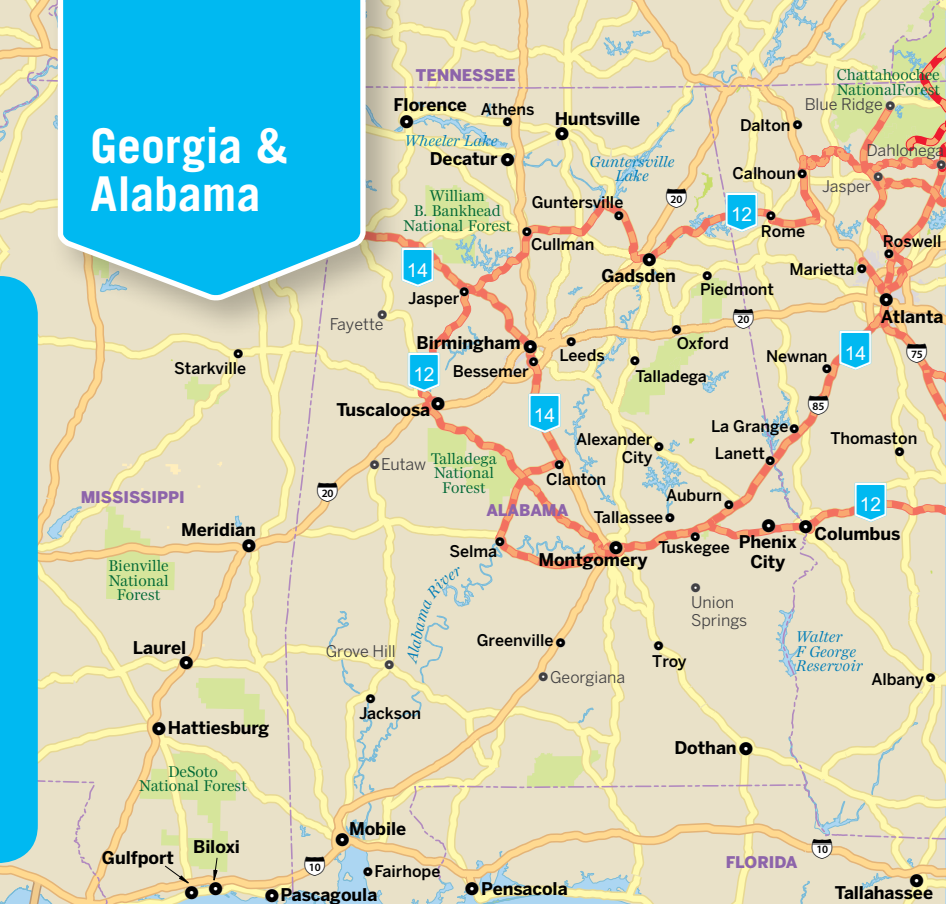 Georgia &
Alabama
TENNESSEE
Chattahoochee
NationalForest
Florence
Athens
Blue Ridge
Huntsville
Dalton
Wheeler Lake
Decatur
Guntersville
Lake
Dahlonega
Calhoun
Jasper
William
B. Bankhead
National Forest
Guntersville
20
12
Rome
Cullman
Roswell
14
Gadsden
Marietta
Piedmont
Jasper
Atlanta
Fayette
20
Birmingham
Leeds
Oxford
14
75
Starkville
12
Bessemer
Talladega
Newnan
Tuscaloosa
14
85
La Grange
Alexander
City
Thomaston
Talladega
National
Forest
Eutaw
Lanett
Clanton
20
MISSISSIPPI
Auburn
12
ALABAMA
Tallassee
Meridian
Columbus
Selma
Montgomery
Tuskegee
Phenix
City
Bienville
National
Forest
Alabama River
Union
Springs
Laurel
Grove Hill
Greenville
Troy
Walter
F George
Reservoir
Georgiana
Albany
Jackson
Hattiesburg
Dothan
DeSoto
National Forest
Mobile
Gulfport
Biloxi
10
Fairhope
FLORIDA
10
Pascagoula
Pensacola
Tallahassee